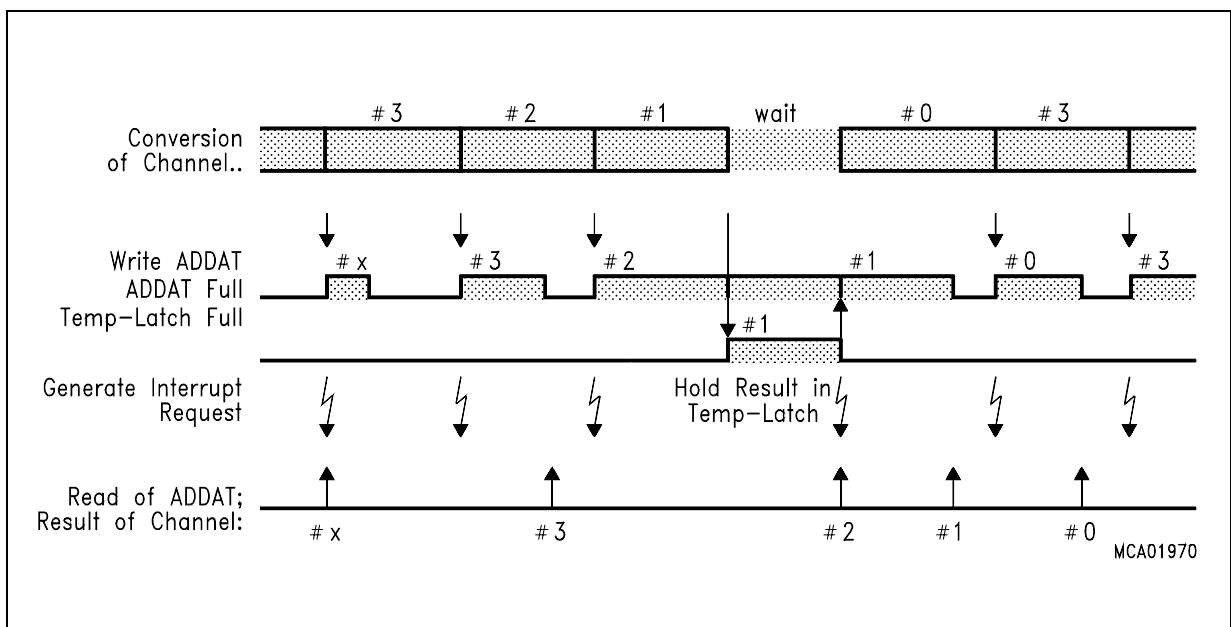 #3 #2 #1 wait #0 #3
Conversion
of Channel..
Write ADDAT
ADDAT Full
Temp-Latch Full
#x #3 #2 #1 #0 #3
#1
Generate Interrupt
Request
Hold Result in
Temp-Latch
Read of ADDAT;
Result of Channel:
#x #3 #2 #1 #0
MCA01970